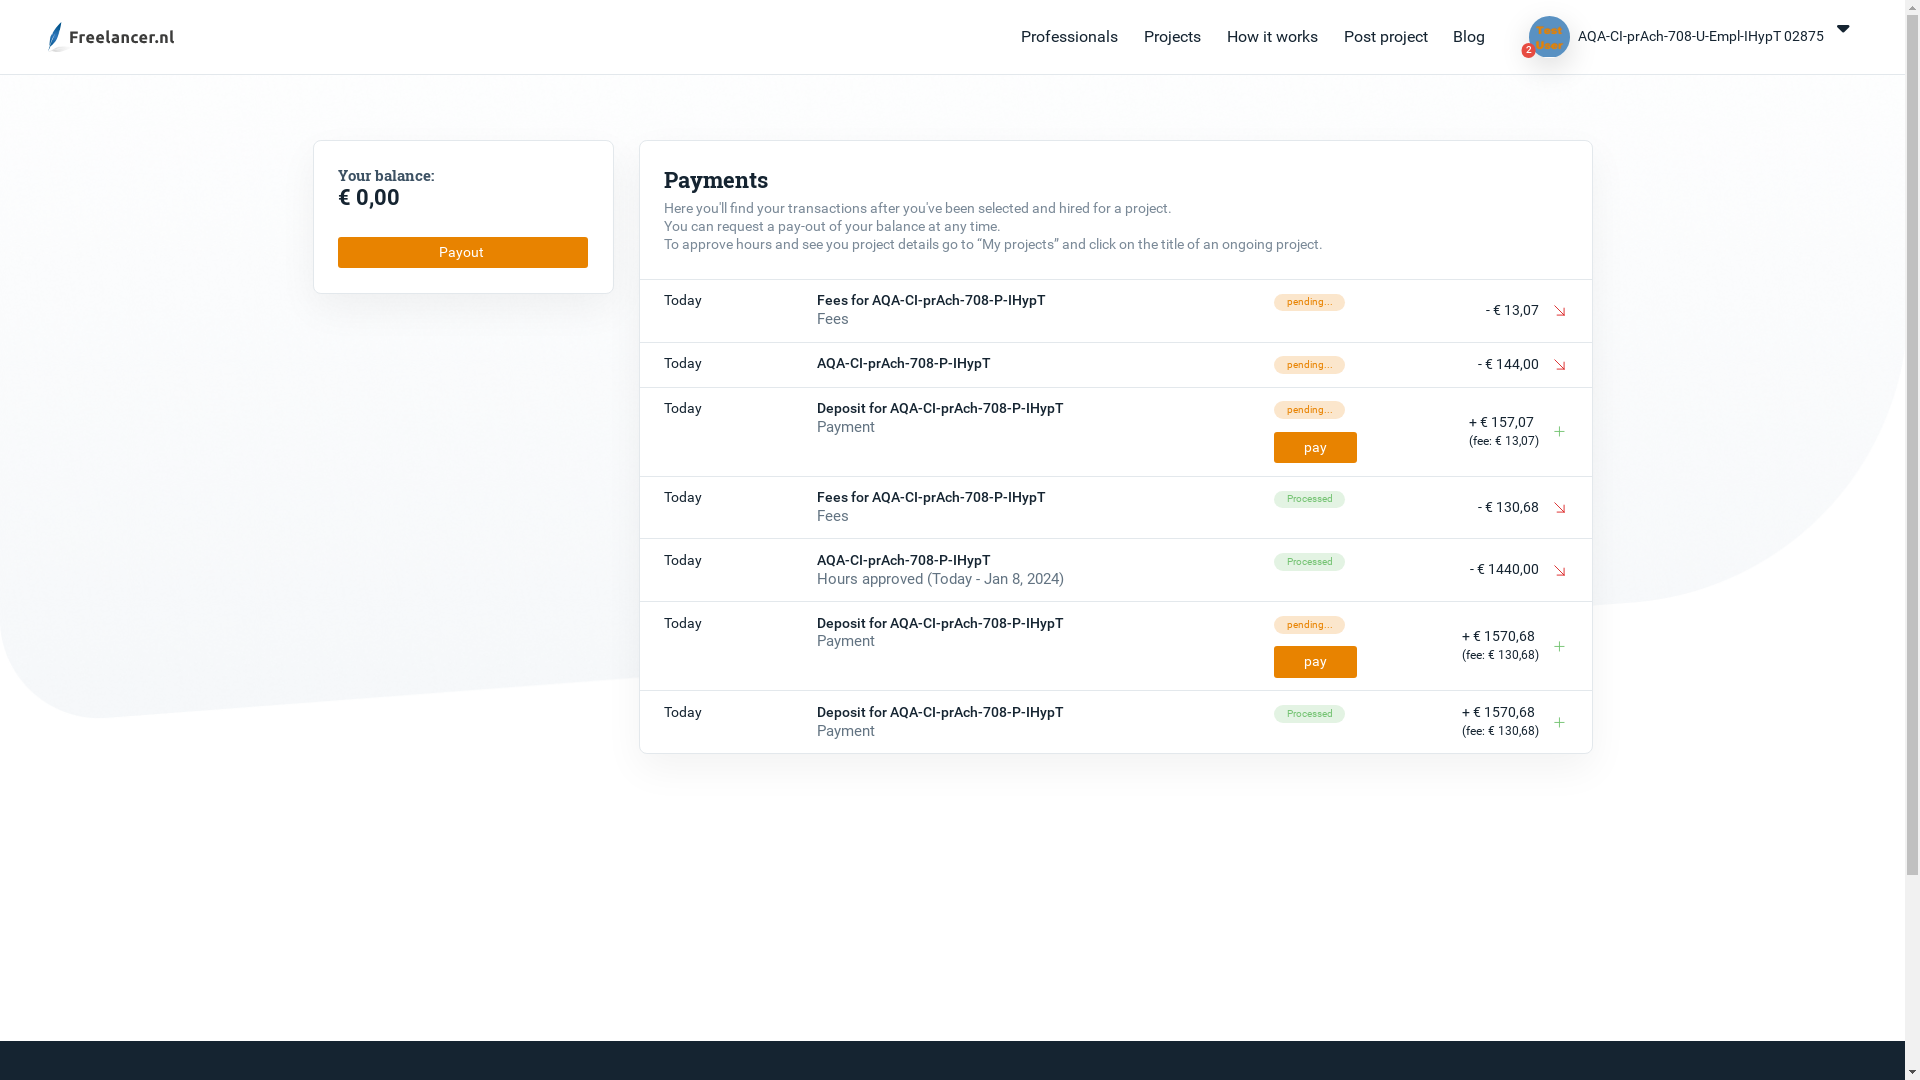 Freelancer.nl
Professionals
Projects
How it works
Post project
Blog
Test
User
2
AQA-CI-prAch-708-U-Empl-IHypT 02875
Your balance:
€ 0,00
Payout
Payments
Here you'll find your transactions after you've been selected and hired for a project.
You can request a pay-out of your balance at any time.
To approve hours and see you project details go to “My projects” and click on the title of an ongoing project.
Today
Fees for AQA-CI-prAch-708-P-IHypT
Fees
pending...
- € 13,07
Today
AQA-CI-prAch-708-P-IHypT
pending...
- € 144,00
Today
Deposit for AQA-CI-prAch-708-P-IHypT
Payment
pending...
pay
+ € 157,07
(fee: € 13,07)
Today
Fees for AQA-CI-prAch-708-P-IHypT
Fees
Processed
- € 130,68
Today
AQA-CI-prAch-708-P-IHypT
Hours approved (Today - Jan 8, 2024)
Processed
- € 1440,00
Today
Deposit for AQA-CI-prAch-708-P-IHypT
Payment
pending...
pay
+ € 1570,68
(fee: € 130,68)
Today
Deposit for AQA-CI-prAch-708-P-IHypT
Payment
Processed
+ € 1570,68
(fee: € 130,68)